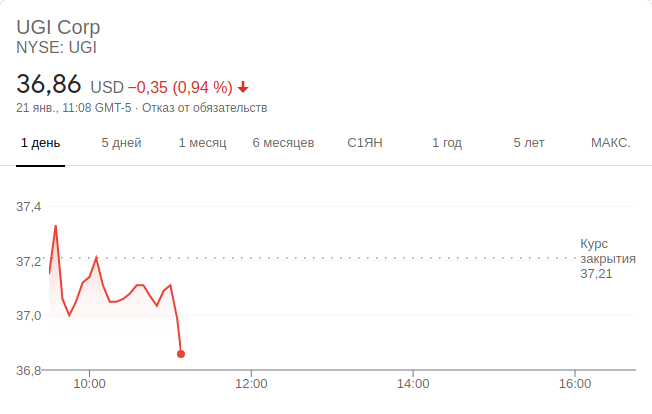 UGI Corp
NYSE: UGI
36,86 USD −0,35 (0,94 %)
21 янв., 11:08 GMT-5 · Отказ от обязательств
1 день 5 дней 1 месяц 6 месяцев С1ЯН 1 год 5 лет МАКС.
37,4
Курс
закрытия
37,21
37,2
37,0
36,8
10:00 12:00 14:00 16:00